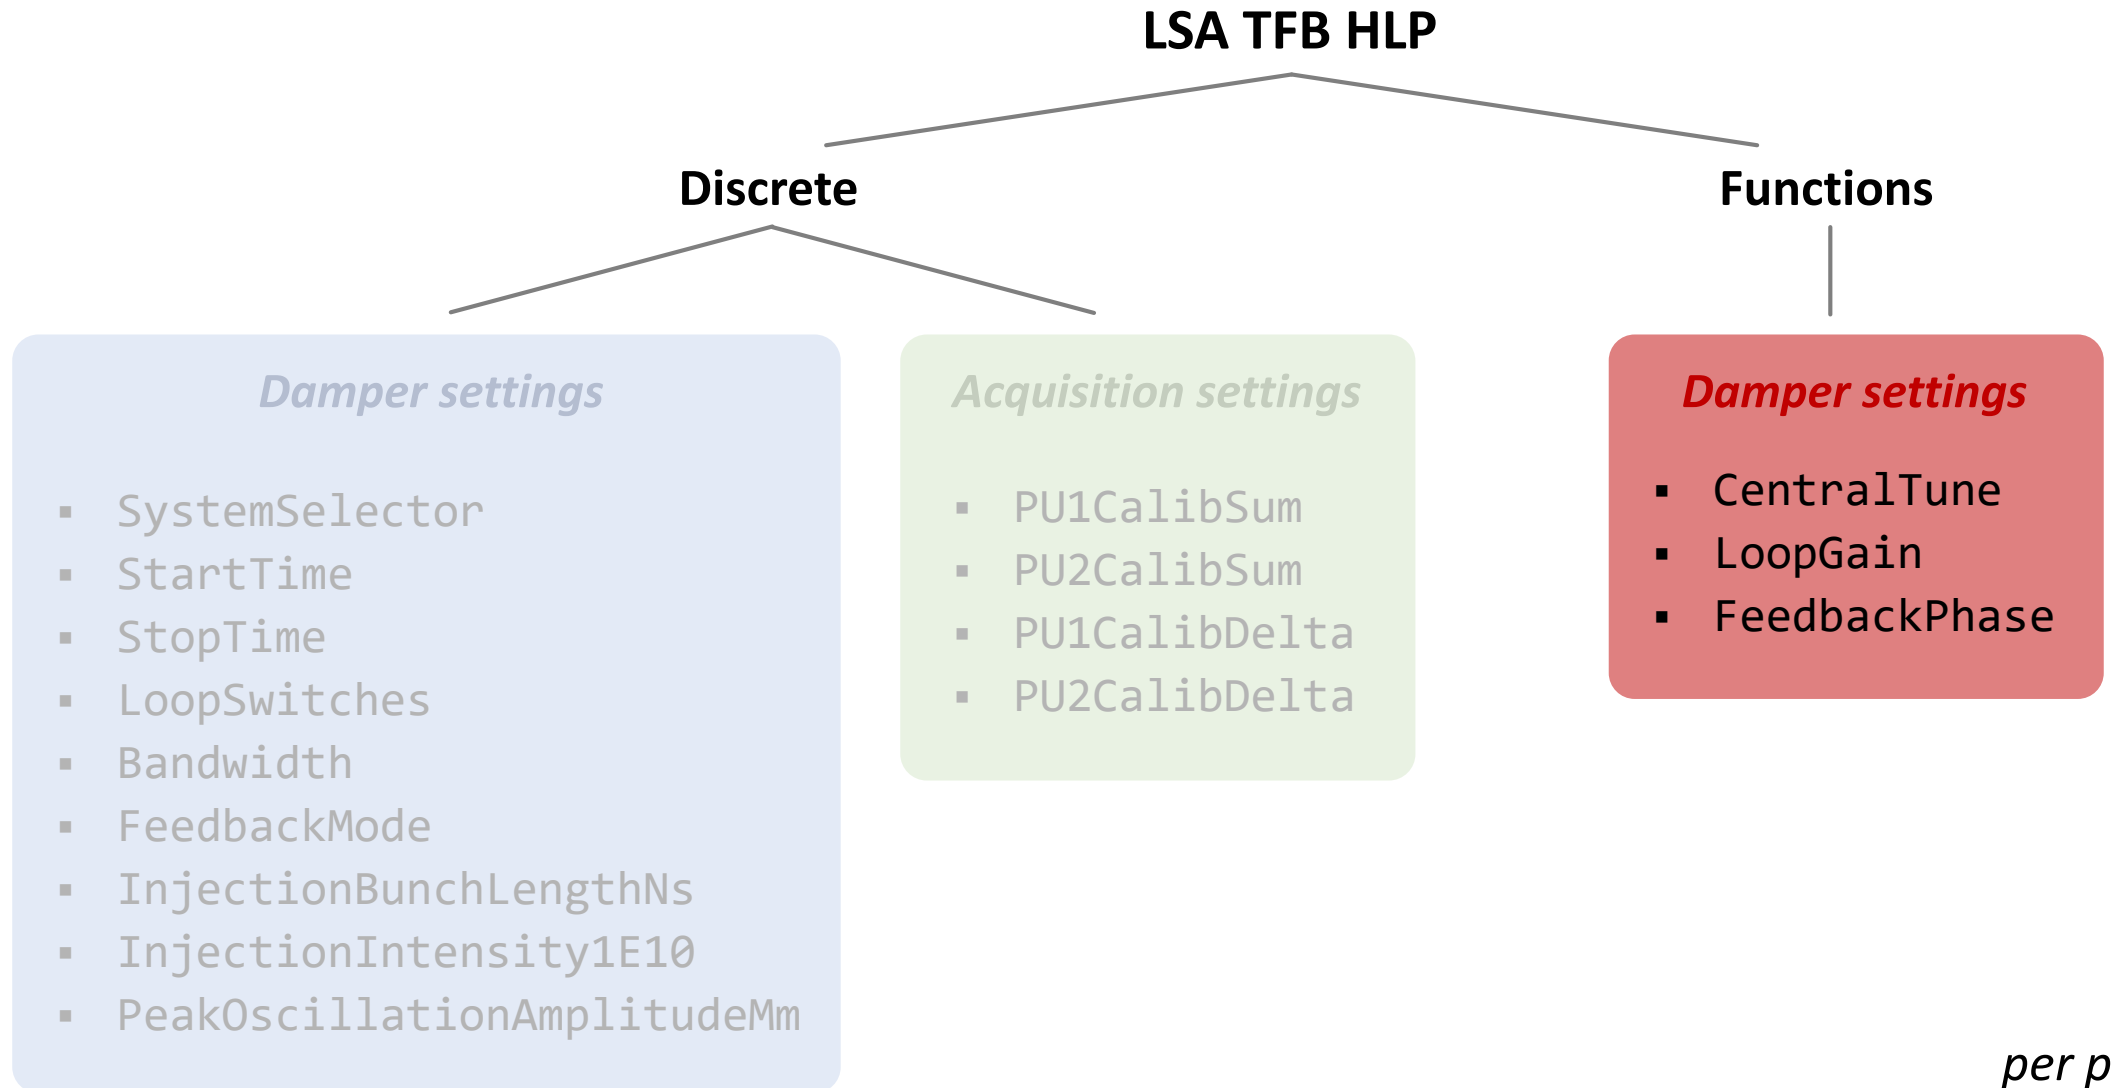 LSA TFB HLP
Discrete
Functions
Damper settings
▪ SystemSelector
▪ StartTime
▪ StopTime
▪ LoopSwitches
▪ Bandwidth
▪ FeedbackMode
▪ InjectionBunchLengthNs
▪ InjectionIntensity1E10
▪ PeakOscillationAmplitudeMm
Acquisition settings
▪ PU1CalibSum
▪ PU2CalibSum
▪ PU1CalibDelta
▪ PU2CalibDelta
Damper settings
▪ CentralTune
▪ LoopGain
▪ FeedbackPhase
per p